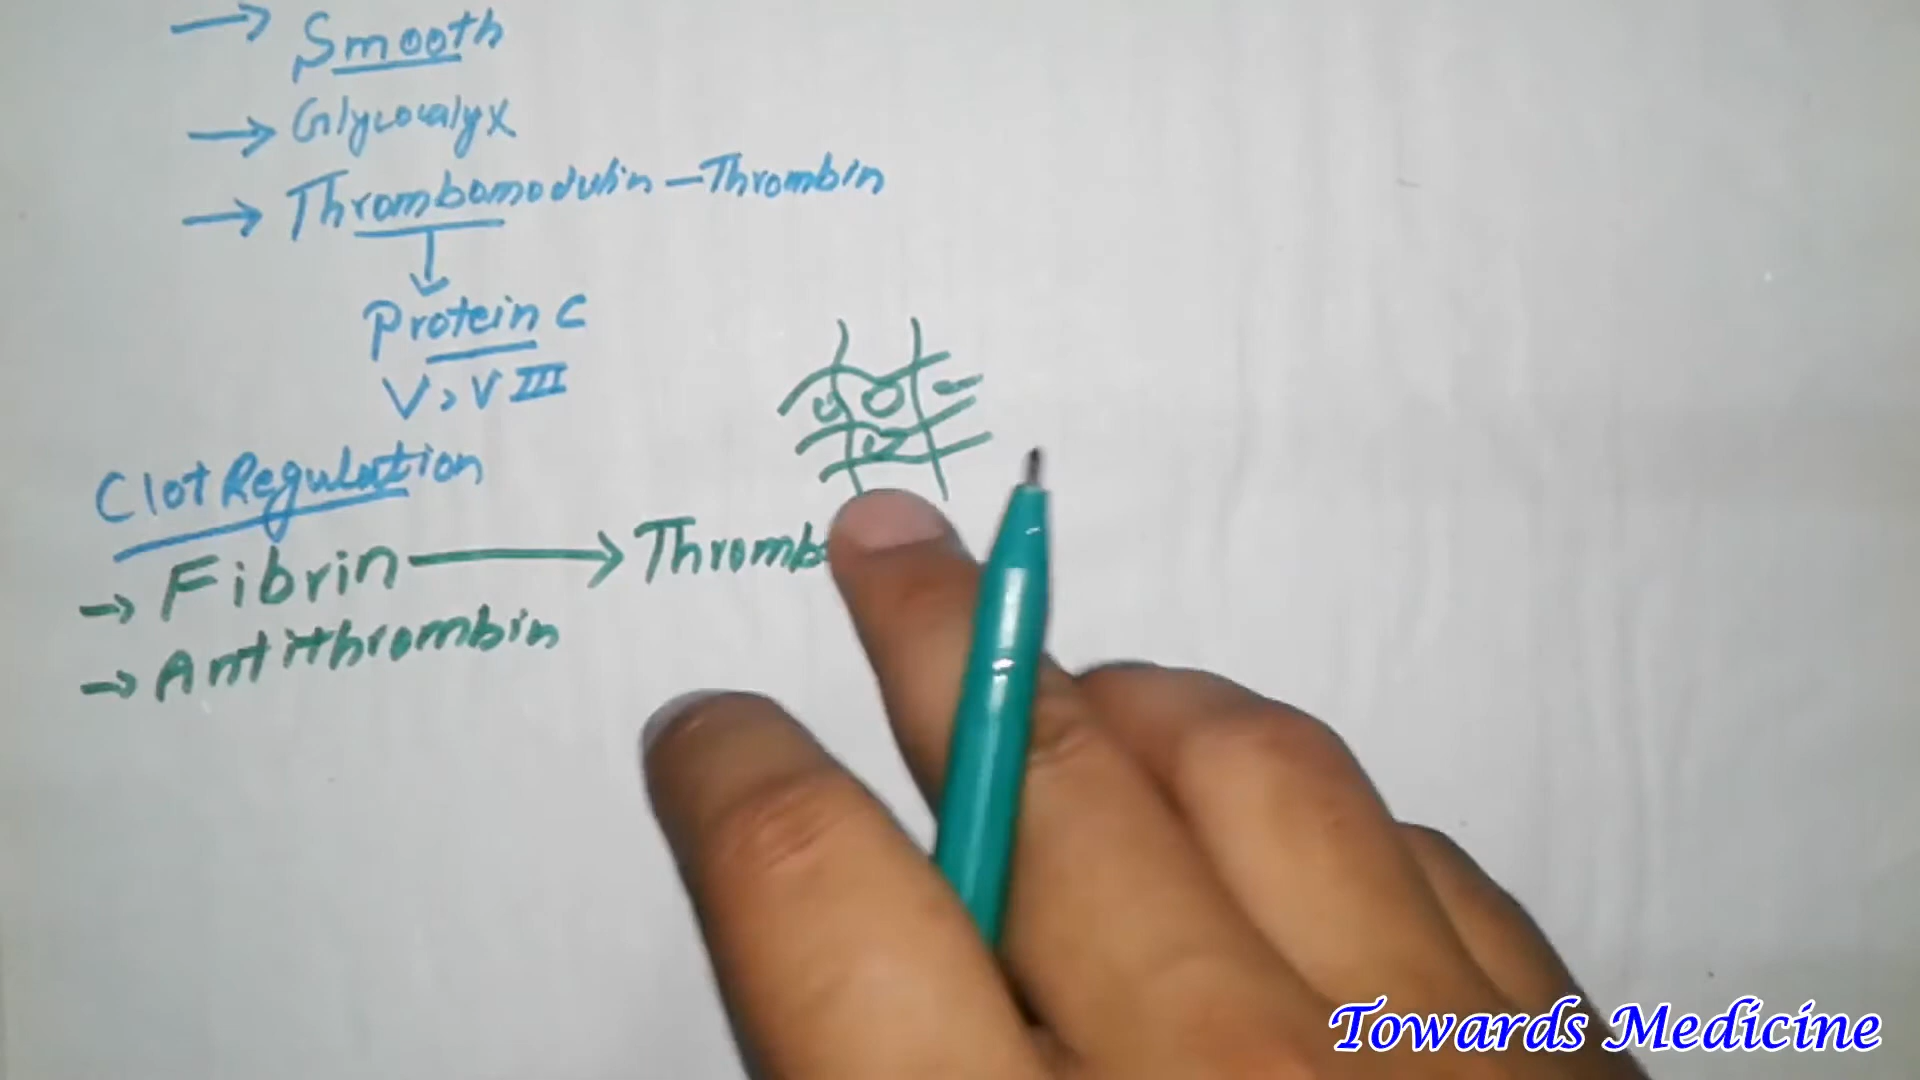 → Smooth
→ Glycocalyx
→ Thrombomodulin – Thrombin
↓
Protein C
V, VIII
Clot Regulation
→ Fibrin → Thromb
→ Antithrombin
Towards Medicine